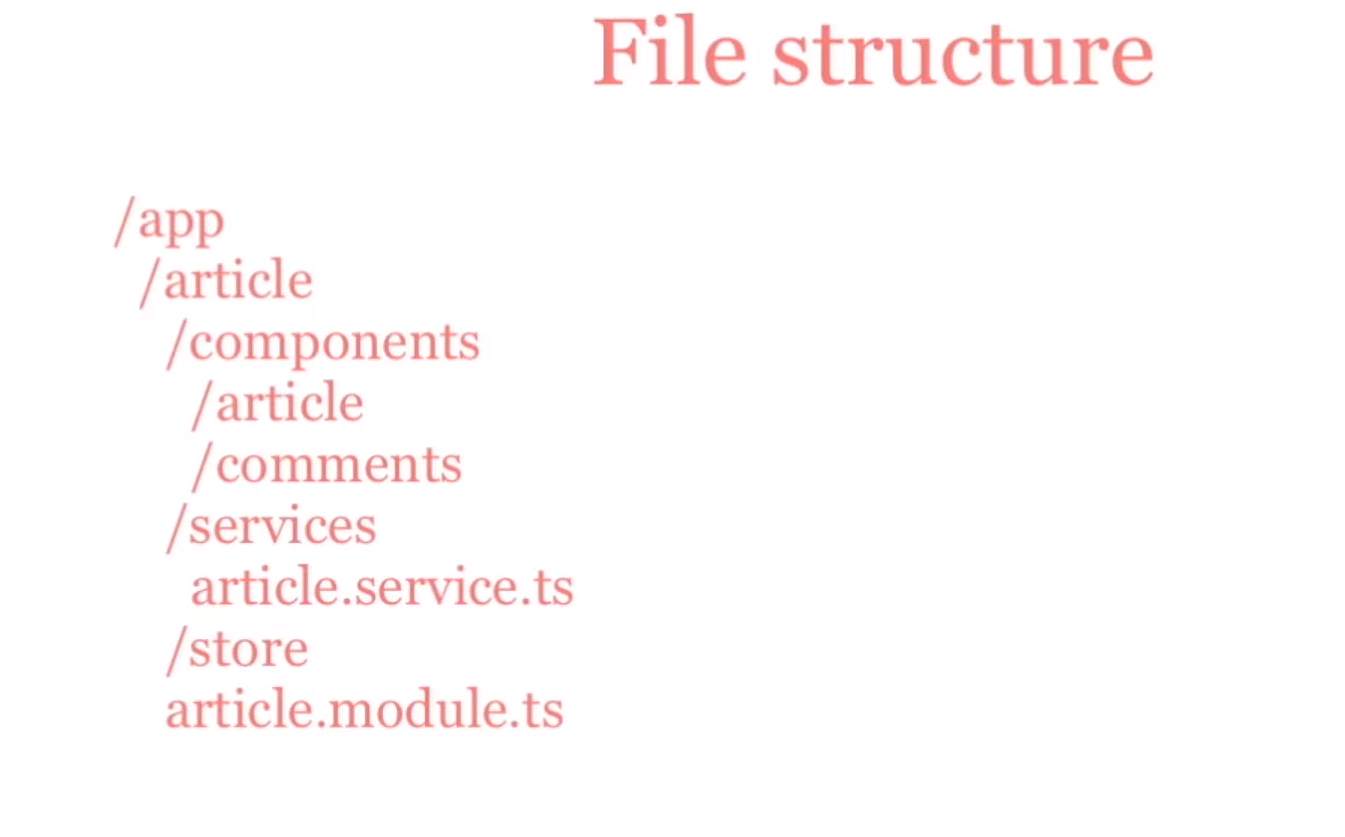 File structure
/app
/article
/components
/article
/comments
/services
article.service.ts
/store
article.module.ts